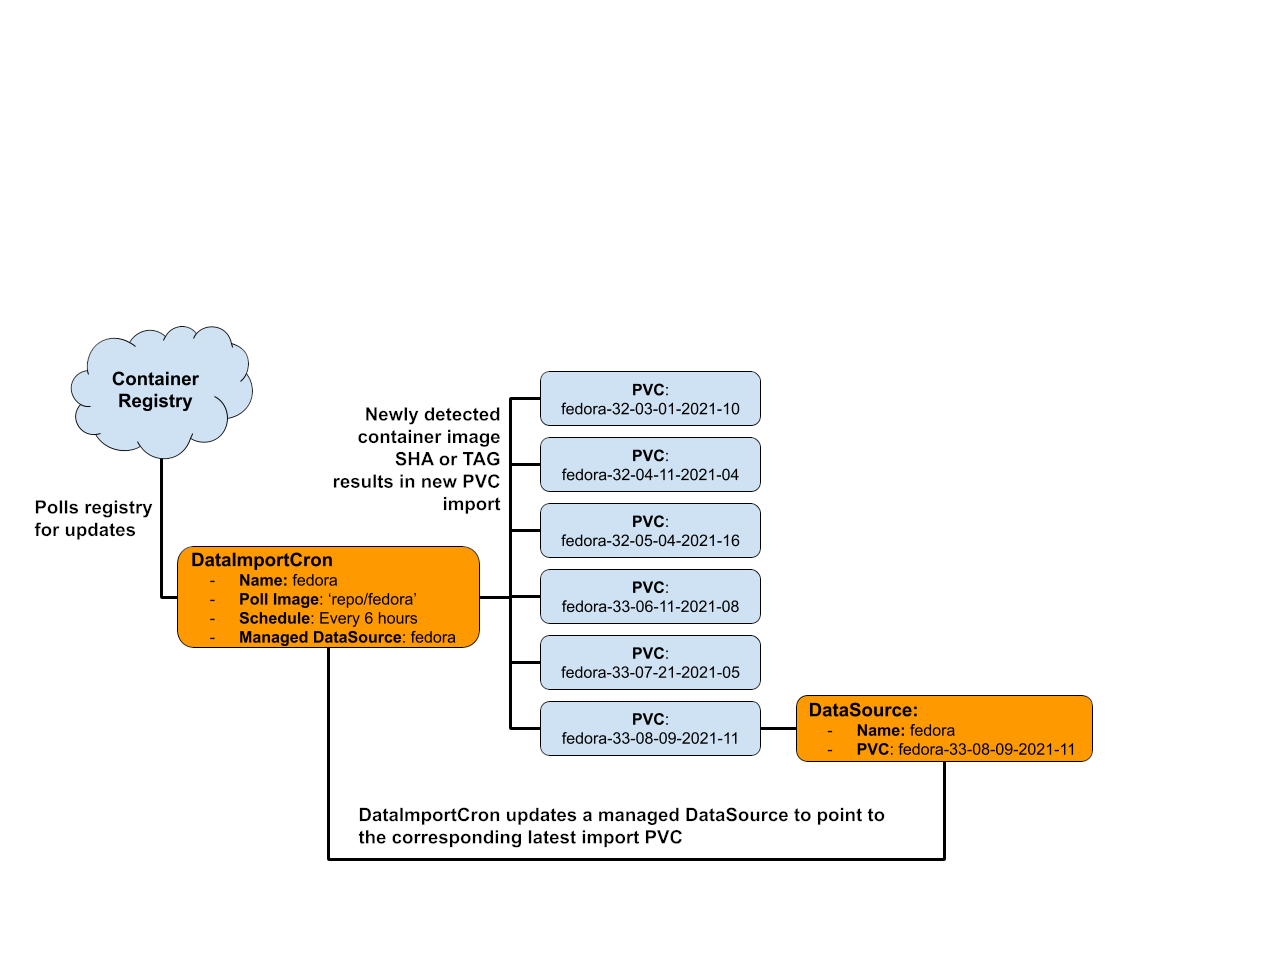 Container
Registry
Polls registry
for updates
DataImportCron
- Name: fedora
- Poll Image: ‘repo/fedora’
- Schedule: Every 6 hours
- Managed DataSource: fedora
Newly detected
container image
SHA or TAG
results in new PVC
import
PVC:
fedora-32-03-01-2021-10
PVC:
fedora-32-04-11-2021-04
PVC:
fedora-32-05-04-2021-16
PVC:
fedora-33-06-11-2021-08
PVC:
fedora-33-07-21-2021-05
PVC:
fedora-33-08-09-2021-11
DataSource:
- Name: fedora
- PVC: fedora-33-08-09-2021-11
DataImportCron updates a managed DataSource to point to
the corresponding latest import PVC